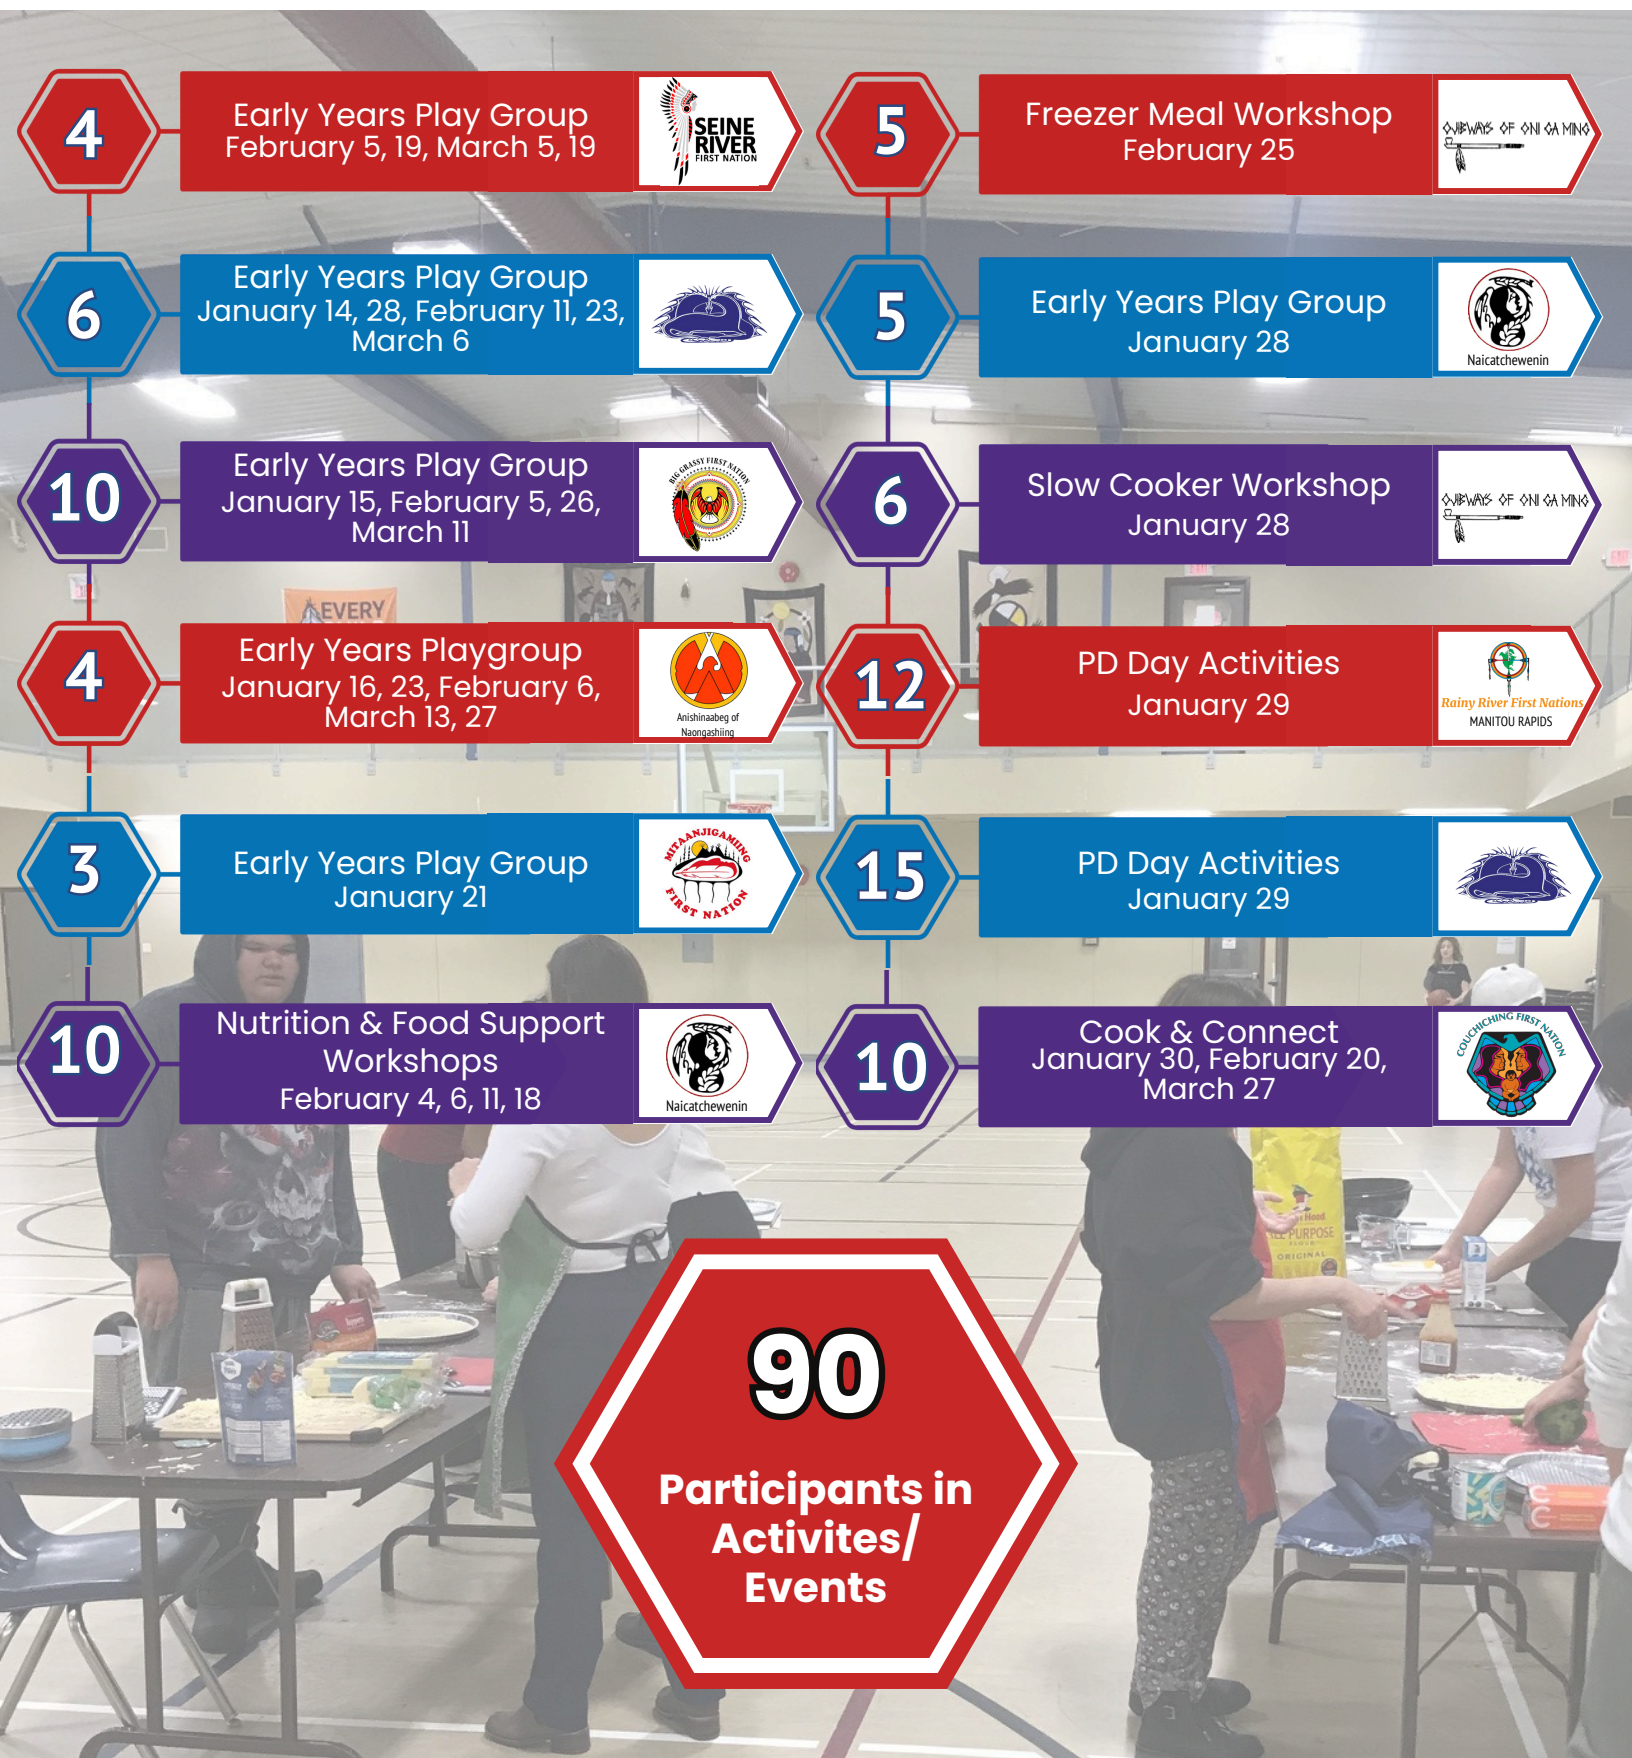 4
Early Years Play Group
February 5, 19, March 5, 19
SEINE
RIVER
FIRST NATION
6
Early Years Play Group
January 14, 28, February 11, 23,
March 6
10
Early Years Play Group
January 15, February 5, 26,
March 11
BIG GRASSY FIRST NATION
4
Early Years Playgroup
January 16, 23, February 6,
March 13, 27
Anishinaabeg of
Naongashiing
3
Early Years Play Group
January 21
MITAANJIGAMIING
FIRST NATION
10
Nutrition & Food Support
Workshops
February 4, 6, 11, 18
Naicatchewenin
5
Freezer Meal Workshop
February 25
OJIBWAYS OF ONIGAMING
5
Early Years Play Group
January 28
Naicatchewenin
6
Slow Cooker Workshop
January 28
OJIBWAYS OF ONIGAMING
12
PD Day Activities
January 29
Rainy River First Nations
MANITOU RAPIDS
15
PD Day Activities
January 29
10
Cook & Connect
January 30, February 20,
March 27
COUCHICHING FIRST NATION
EVERY
EXIT
Hood
PURPOSE
FLOUR
ORIGINAL
90
Participants in
Activites/
Events